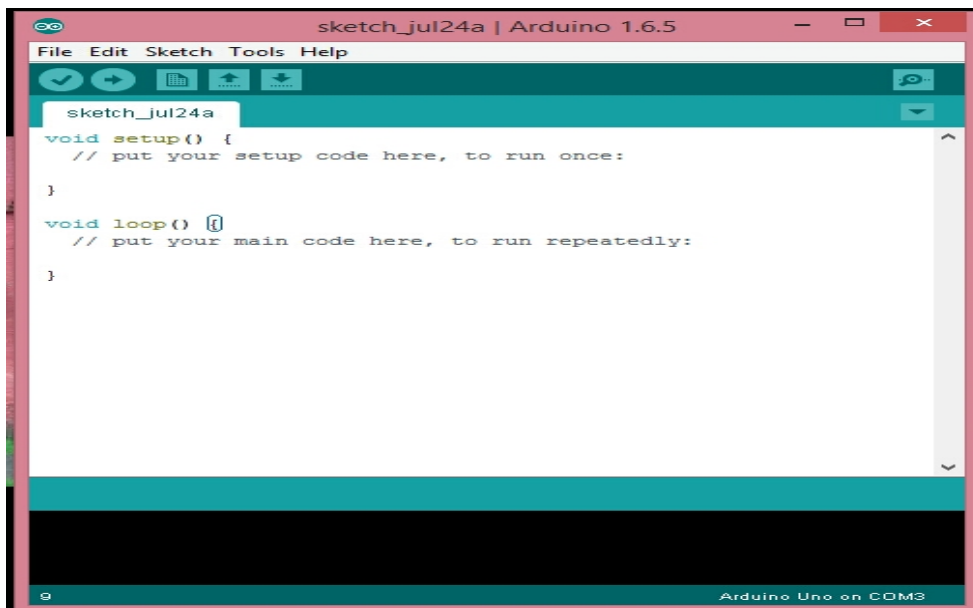 sketch_jul24a | Arduino 1.6.5
File Edit Sketch Tools Help
sketch_jul24a
void setup() {
  // put your setup code here, to run once:
}
void loop() {
  // put your main code here, to run repeatedly:
}
9
Arduino Uno on COM3